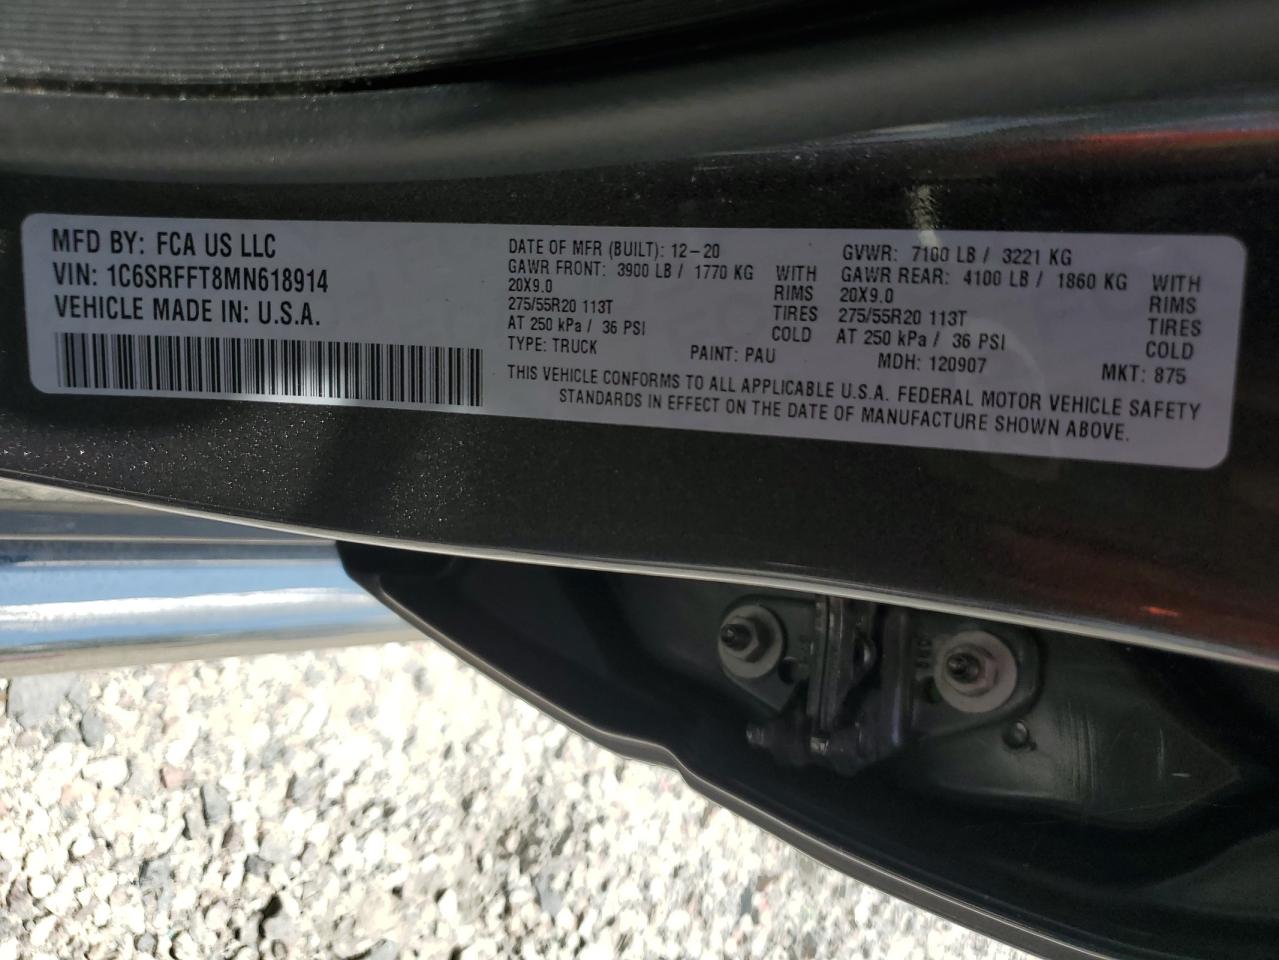 MFD BY: FCA US LLC
VIN: 1C6SRFFT8MN618914
VEHICLE MADE IN: U.S.A.
DATE OF MFR (BUILT): 12-20
GAWR FRONT: 3900 LB / 1770 KG WITH
20X9.0 RIMS
275/55R20 113T TIRES
AT 250 kPa / 36 PSI COLD
TYPE: TRUCK PAINT: PAU
GVWR: 7100 LB / 3221 KG
GAWR REAR: 4100 LB / 1860 KG WITH
20X9.0 RIMS
275/55R20 113T TIRES
AT 250 kPa / 36 PSI COLD
MDH: 120907 MKT: 875
THIS VEHICLE CONFORMS TO ALL APPLICABLE U.S.A. FEDERAL MOTOR VEHICLE SAFETY
STANDARDS IN EFFECT ON THE DATE OF MANUFACTURE SHOWN ABOVE.